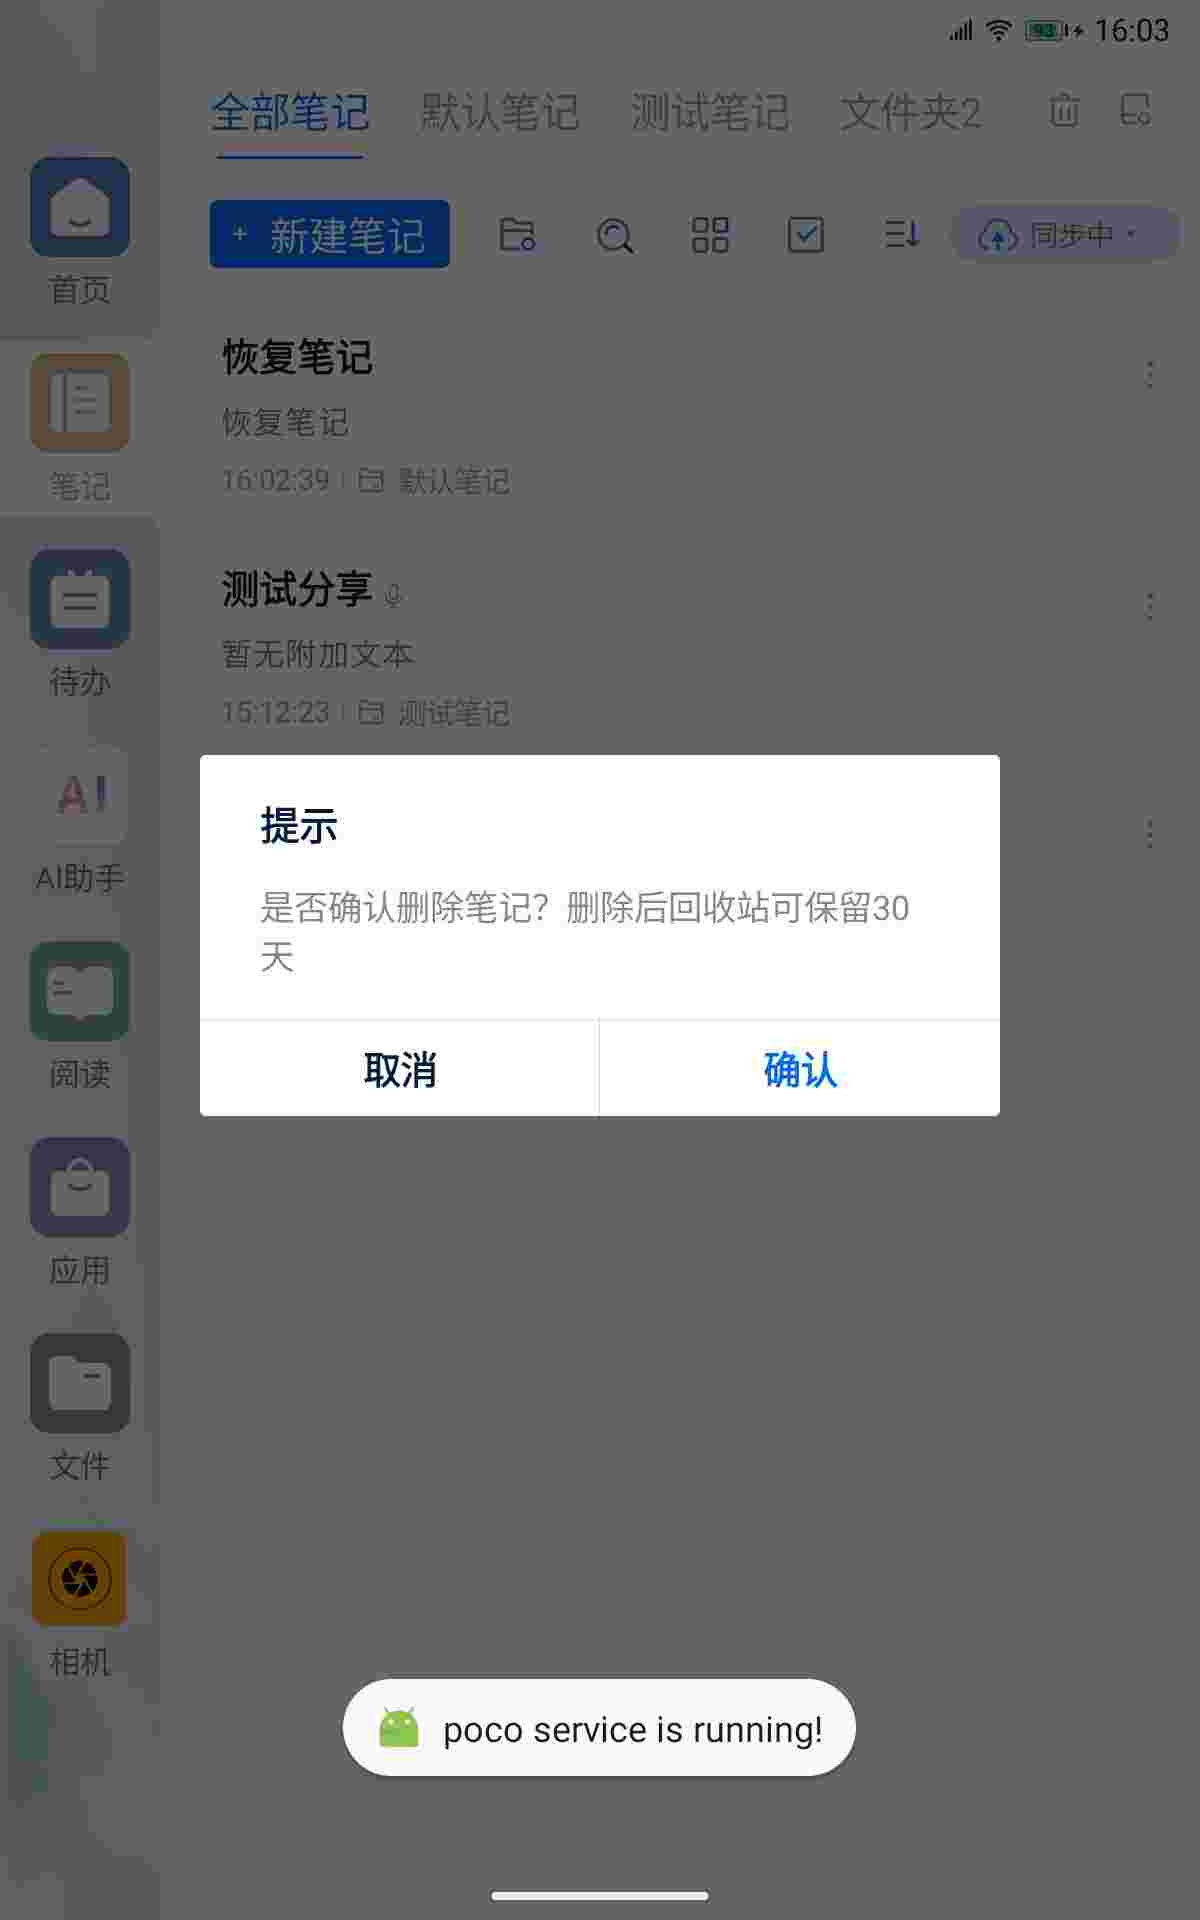 93 16:03
全部笔记 默认笔记 测试笔记 文件夹2
+ 新建笔记 同步中
首页
恢复笔记
恢复笔记
16:02:39 默认笔记
笔记
测试分享
暂无附加文本
15:12:23 测试笔记
待办
AI
AI助手
提示
是否确认删除笔记？删除后回收站可保留30
天
取消 确认
阅读
应用
文件
相机
poco service is running!